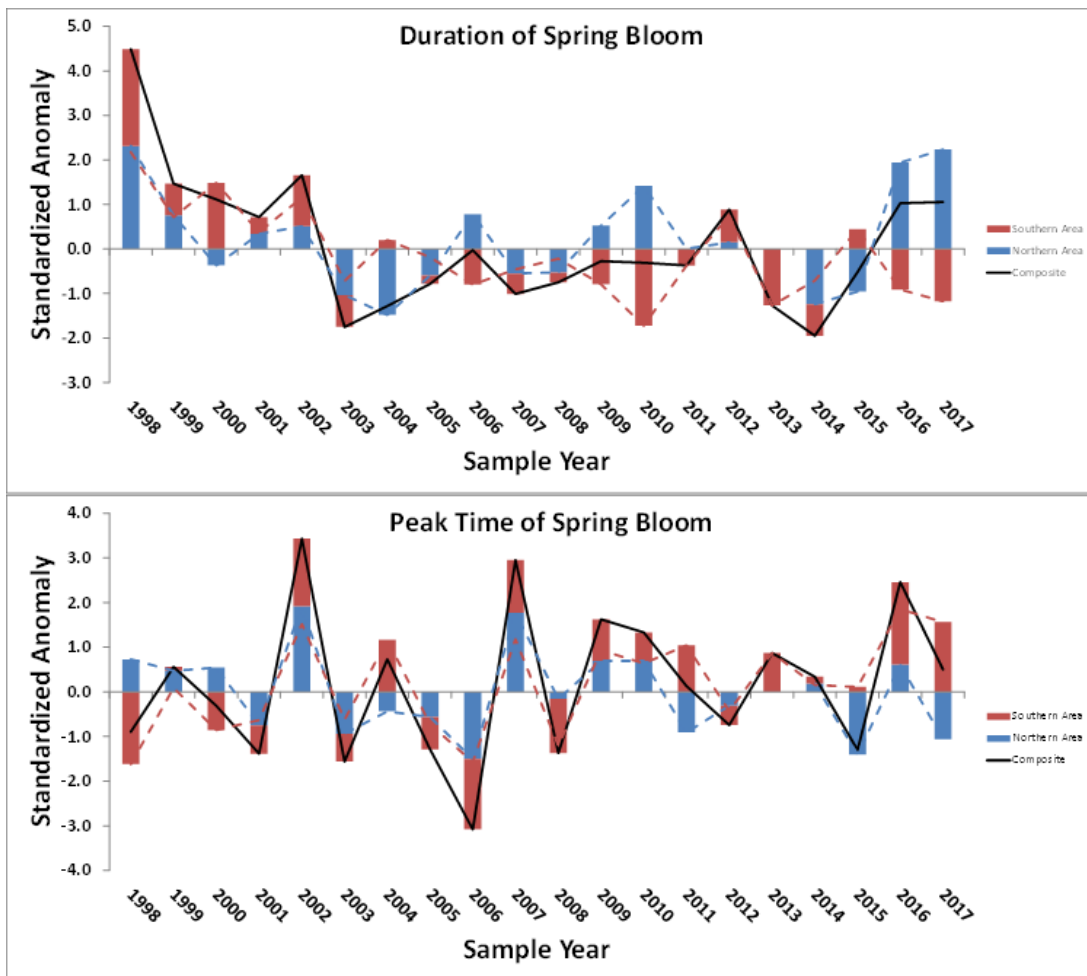 Duration of Spring Bloom
5.0
4.0
3.0
2.0
1.0
0.0
-1.0
-2.0
-3.0
Standardized Anomaly
1998 1999 2000 2001 2002 2003 2004 2005 2006 2007 2008 2009 2010 2011 2012 2013 2014 2015 2016 2017
Sample Year
Southern Area
Northern Area
Composite
Peak Time of Spring Bloom
4.0
3.0
2.0
1.0
0.0
-1.0
-2.0
-3.0
-4.0
Standardized Anomaly
1998 1999 2000 2001 2002 2003 2004 2005 2006 2007 2008 2009 2010 2011 2012 2013 2014 2015 2016 2017
Sample Year
Southern Area
Northern Area
Composite